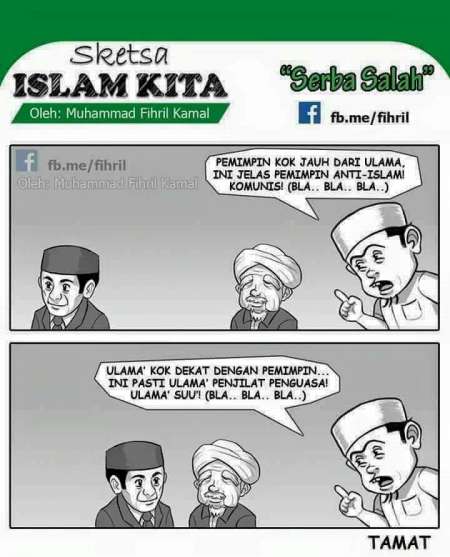 Sketsa
ISLAM KITA
Oleh: Muhammad Fihril Kamal
"Serba Salah"
f fb.me/fihril
f fb.me/fihril
Oleh: Muhammad Fihril Kamal
PEMIMPIN KOK JAUH DARI ULAMA,
INI JELAS PEMIMPIN ANTI-ISLAM!
KOMUNIS! (BLA.. BLA.. BLA..)
ULAMA' KOK DEKAT DENGAN PEMIMPIN...
INI PASTI ULAMA' PENJILAT PENGUASA!
ULAMA' SUU'! (BLA.. BLA.. BLA..)
TAMAT